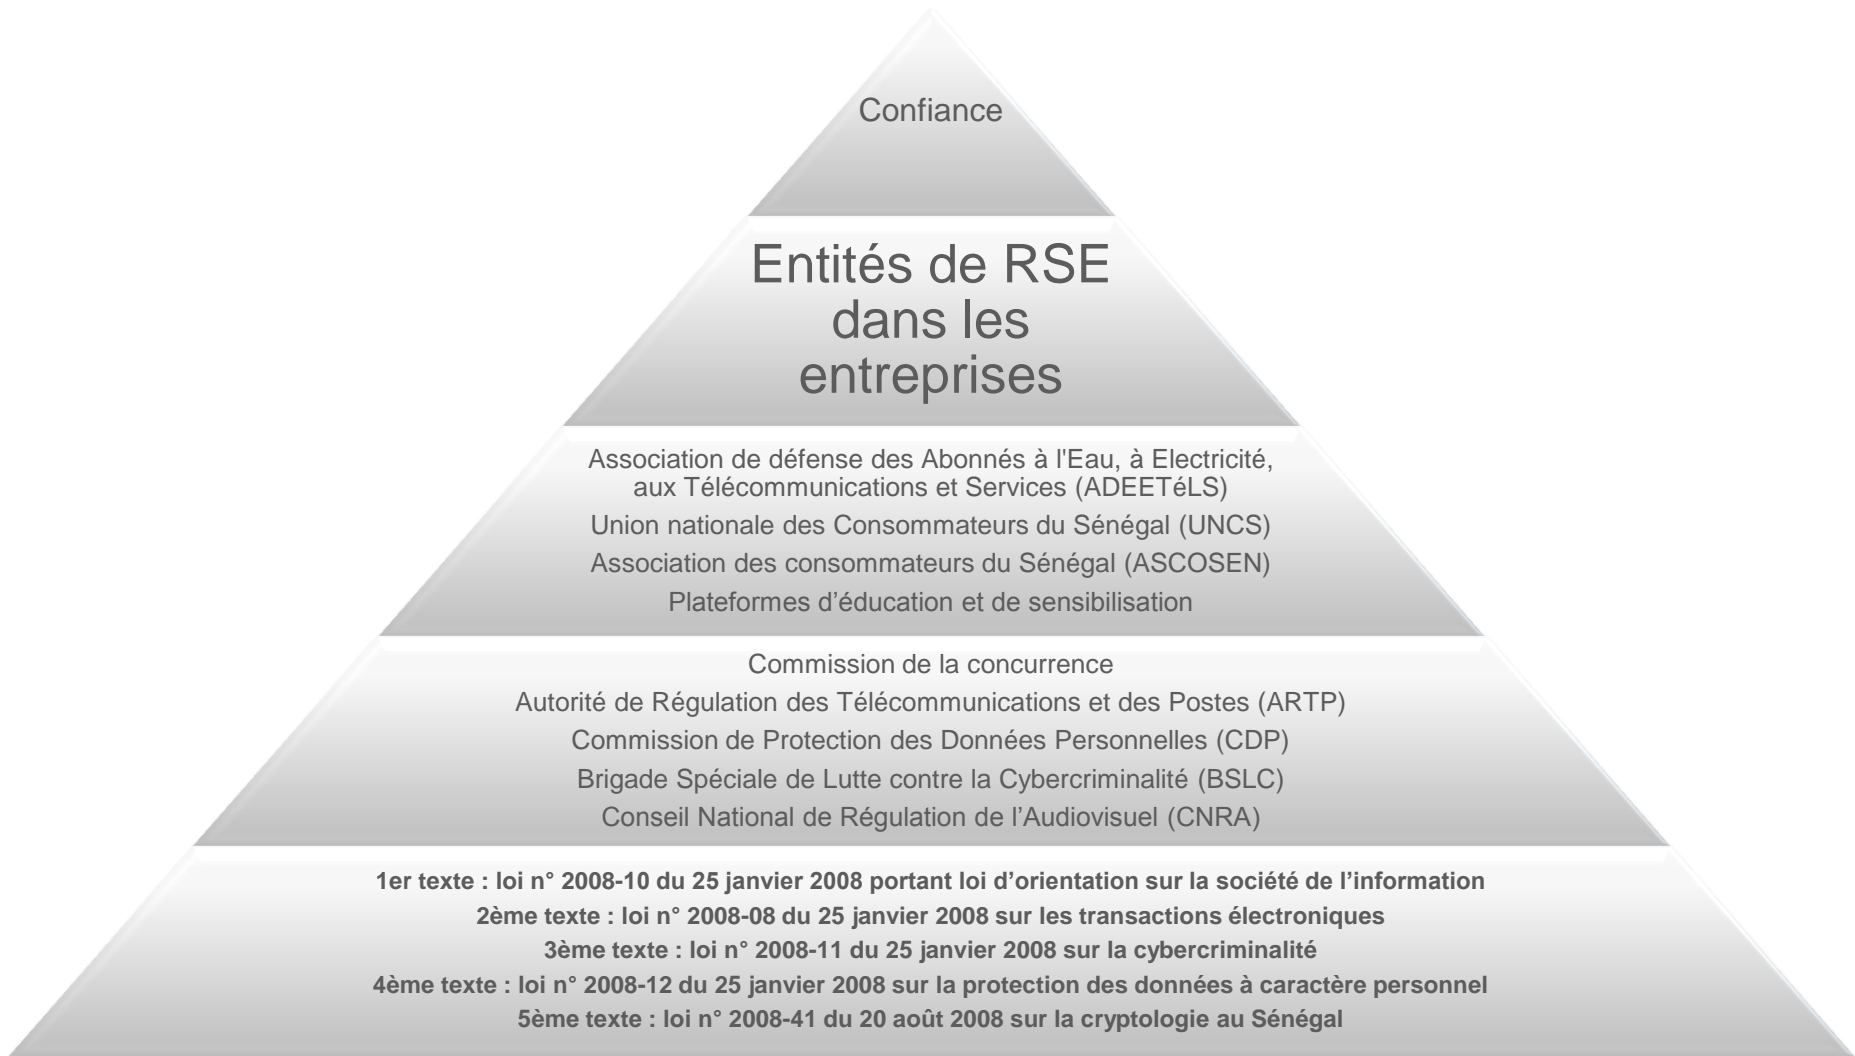 Confiance
Entités de RSE
dans les
entreprises
Association de défense des Abonnés à l'Eau, à Electricité,
aux Télécommunications et Services (ADEETéLS)
Union nationale des Consommateurs du Sénégal (UNCS)
Association des consommateurs du Sénégal (ASCOSEN)
Plateformes d’éducation et de sensibilisation
Commission de la concurrence
Autorité de Régulation des Télécommunications et des Postes (ARTP)
Commission de Protection des Données Personnelles (CDP)
Brigade Spéciale de Lutte contre la Cybercriminalité (BSLC)
Conseil National de Régulation de l’Audiovisuel (CNRA)
1er texte : loi n° 2008-10 du 25 janvier 2008 portant loi d’orientation sur la société de l’information
2ème texte : loi n° 2008-08 du 25 janvier 2008 sur les transactions électroniques
3ème texte : loi n° 2008-11 du 25 janvier 2008 sur la cybercriminalité
4ème texte : loi n° 2008-12 du 25 janvier 2008 sur la protection des données à caractère personnel
5ème texte : loi n° 2008-41 du 20 août 2008 sur la cryptologie au Sénégal